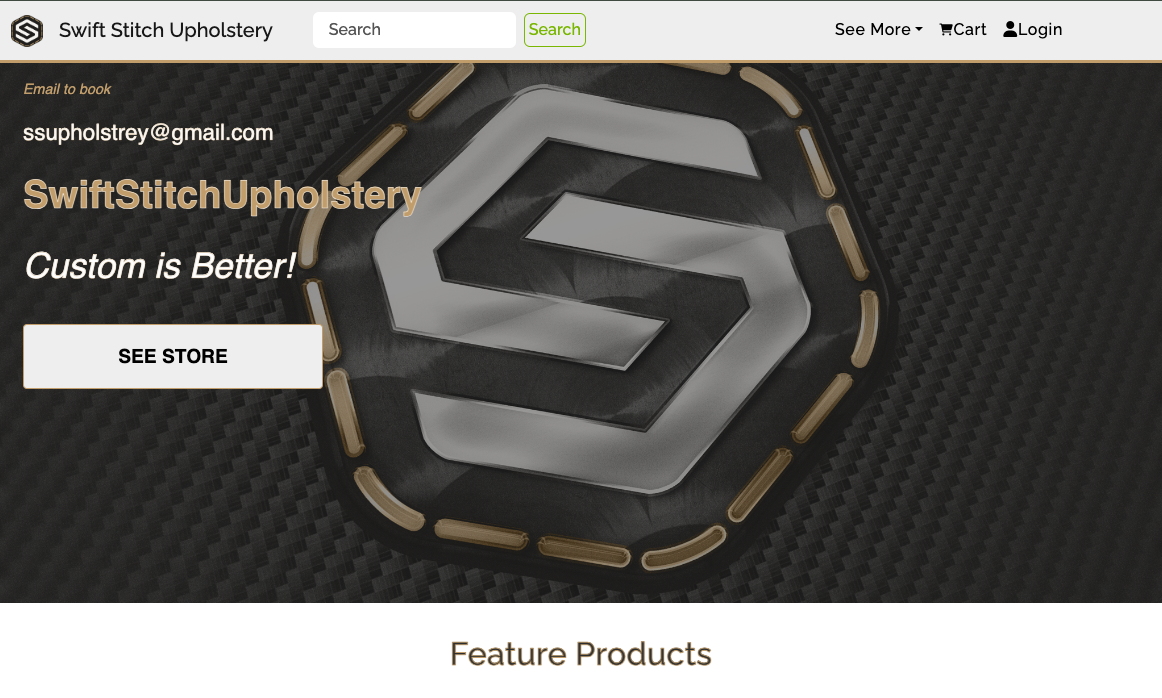 Swift Stitch Upholstery
Search
Search
See More
Cart
Login
Email to book
ssupholstrey@gmail.com
SwiftStitchUpholstery
Custom is Better!
SEE STORE
Feature Products